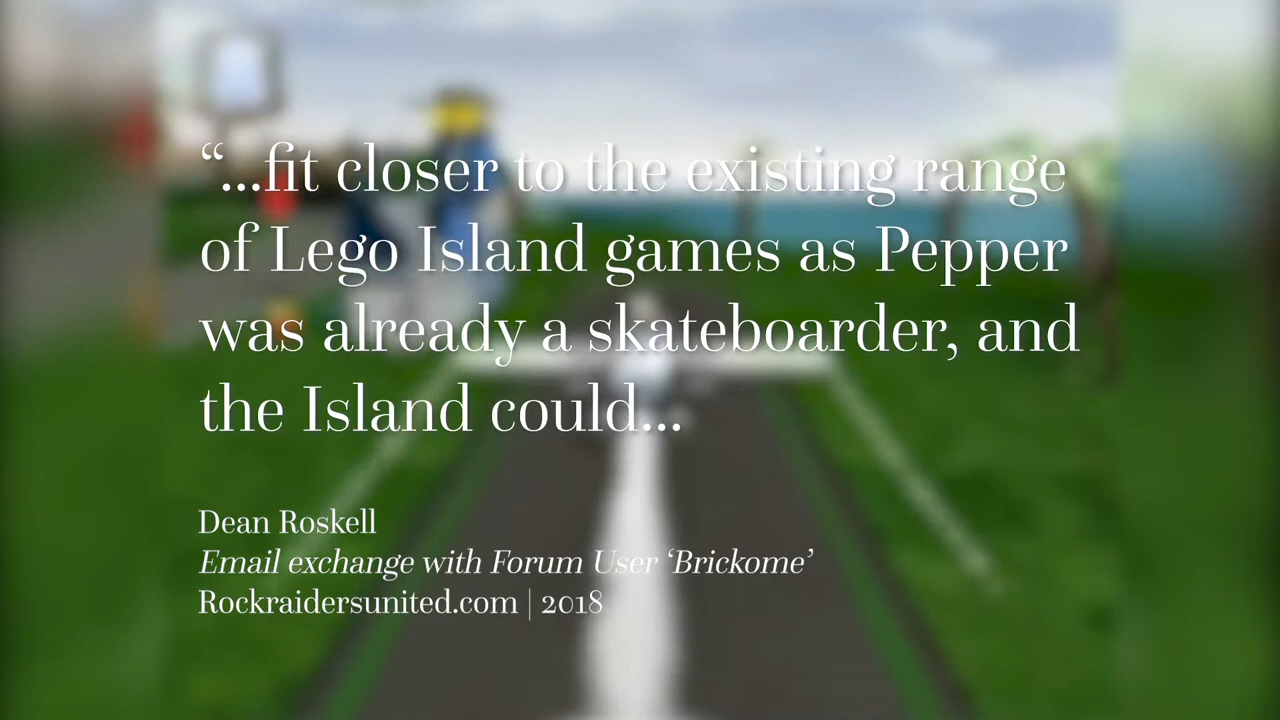 “...fit closer to the existing range
of Lego Island games as Pepper
was already a skateboarder, and
the Island could...
Dean Roskell
Email exchange with Forum User ‘Brickome’
Rockraidersunited.com | 2018